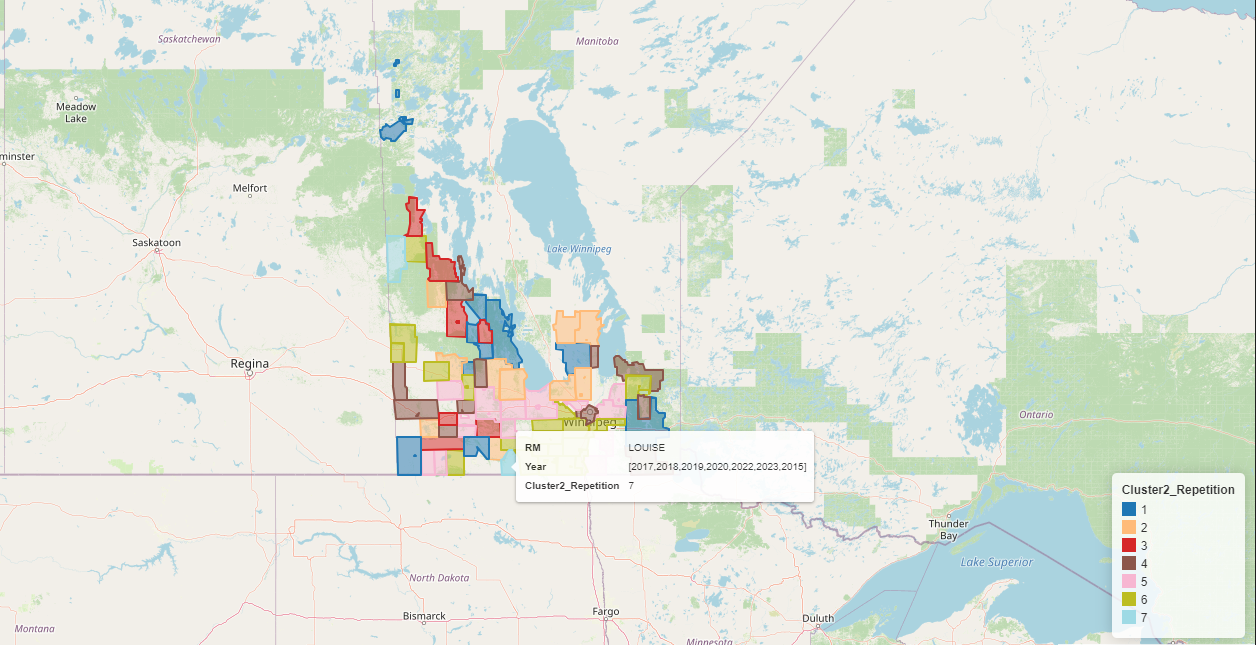 Saskatchewan
Manitoba
Meadow
Lake
minster
Melfort
Saskatoon
Lake Winnipeg
Regina
Winnipeg
Ontario
RM LOUISE
Year [2017,2018,2019,2020,2022,2023,2015]
Cluster2_Repetition 7
Cluster2_Repetition
1
2
3
4
5
6
7
Thunder
Bay
Lake Superior
North Dakota
Bismarck
Fargo
Duluth
Montana
Minnesota